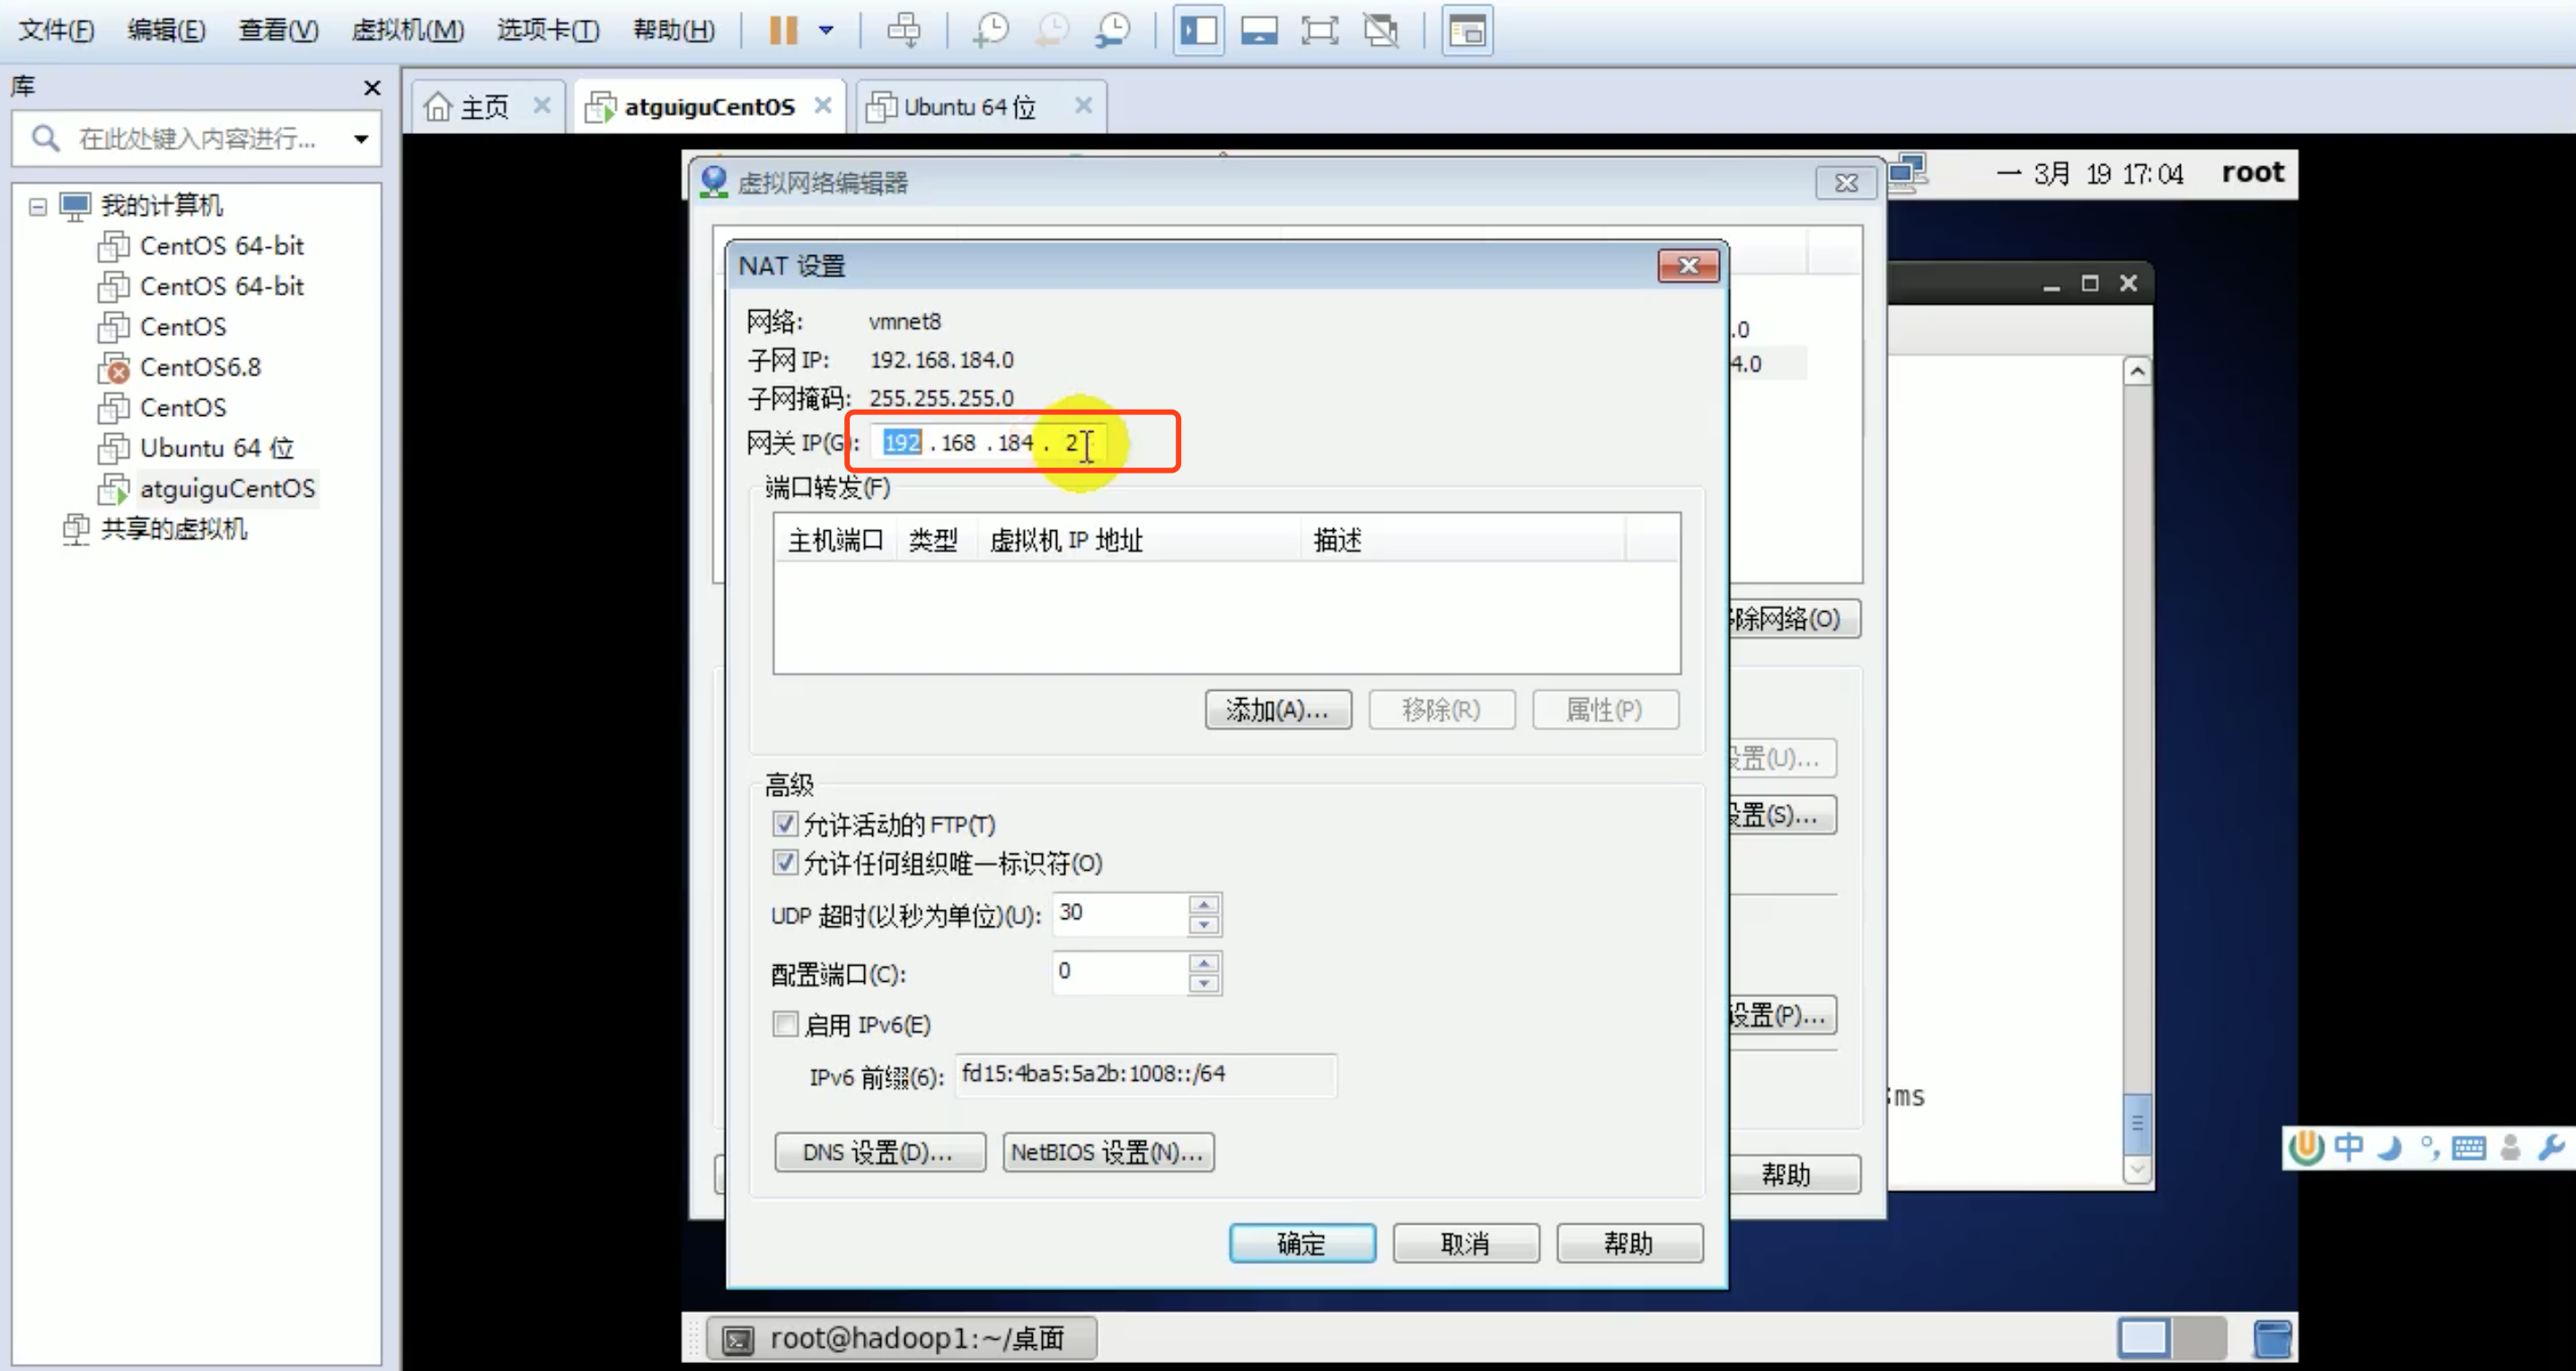 文件(F) 编辑(E) 查看(V) 虚拟机(M) 选项卡(T) 帮助(H)
库
在此处键入内容进行...
我的计算机
CentOS 64-bit
CentOS 64-bit
CentOS
CentOS6.8
CentOS
Ubuntu 64 位
atguiguCentOS
共享的虚拟机
主页 atguiguCentOS Ubuntu 64 位
一 3月 19 17:04 root
虚拟网络编辑器
NAT 设置
网络: vmnet8
子网 IP: 192.168.184.0
子网掩码: 255.255.255.0
网关 IP(G): 192 . 168 . 184 . 2
.0
4.0
端口转发(F)
主机端口 类型 虚拟机 IP 地址 描述
添加(A)... 移除(R) 属性(P)
除网络(O)
置(U)...
置(S)...
设置(P)...
高级
允许活动的 FTP(T)
允许任何组织唯一标识符(O)
UDP 超时(以秒为单位)(U): 30
配置端口(C): 0
启用 IPv6(E)
IPv6 前缀(6): fd15:4ba5:5a2b:1008::/64
DNS 设置(D)... NetBIOS 设置(N)...
ms
帮助
中
确定 取消 帮助
root@hadoop1:~/桌面